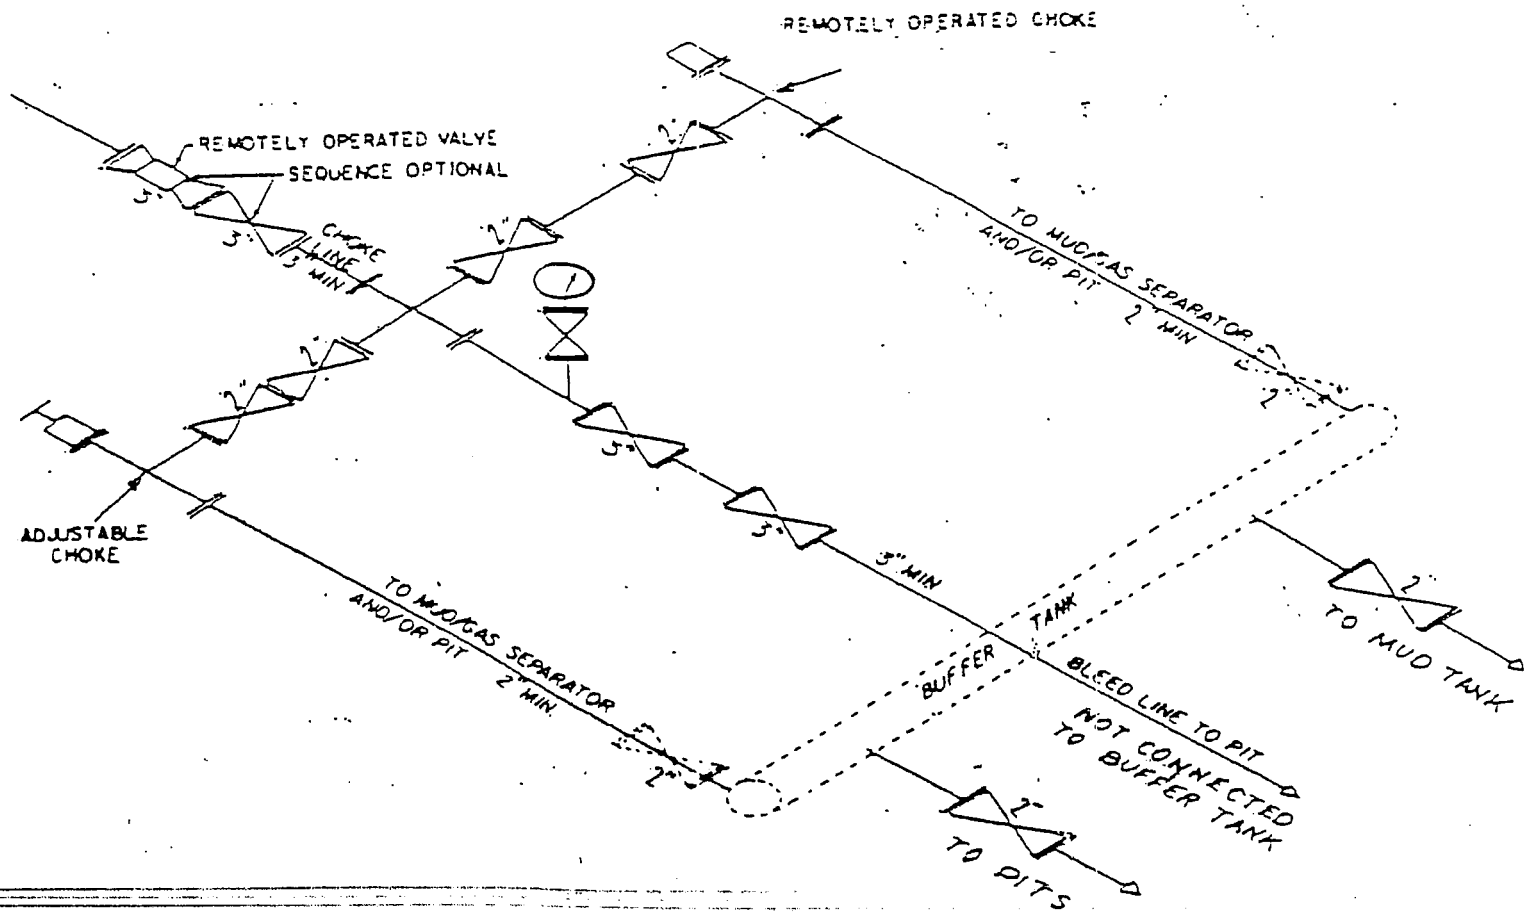 REMOTELY OPERATED CHOKE
REMOTELY OPERATED VALVE
SEQUENCE OPTIONAL
3"
3"
CHOKE
LINE
3 MIN
2"
2"
2"
2"
ADJUSTABLE
CHOKE
3"
3"
3" MIN
TO MUD/GAS SEPARATOR
AND/OR PIT
2" MIN
2
TO MUD/GAS SEPARATOR
AND/OR PIT
2" MIN.
2"
BUFFER TANK
BLEED LINE TO PIT
NOT CONNECTED
TO BUFFER TANK
2"
TO MUD TANK
2"
TO PITS